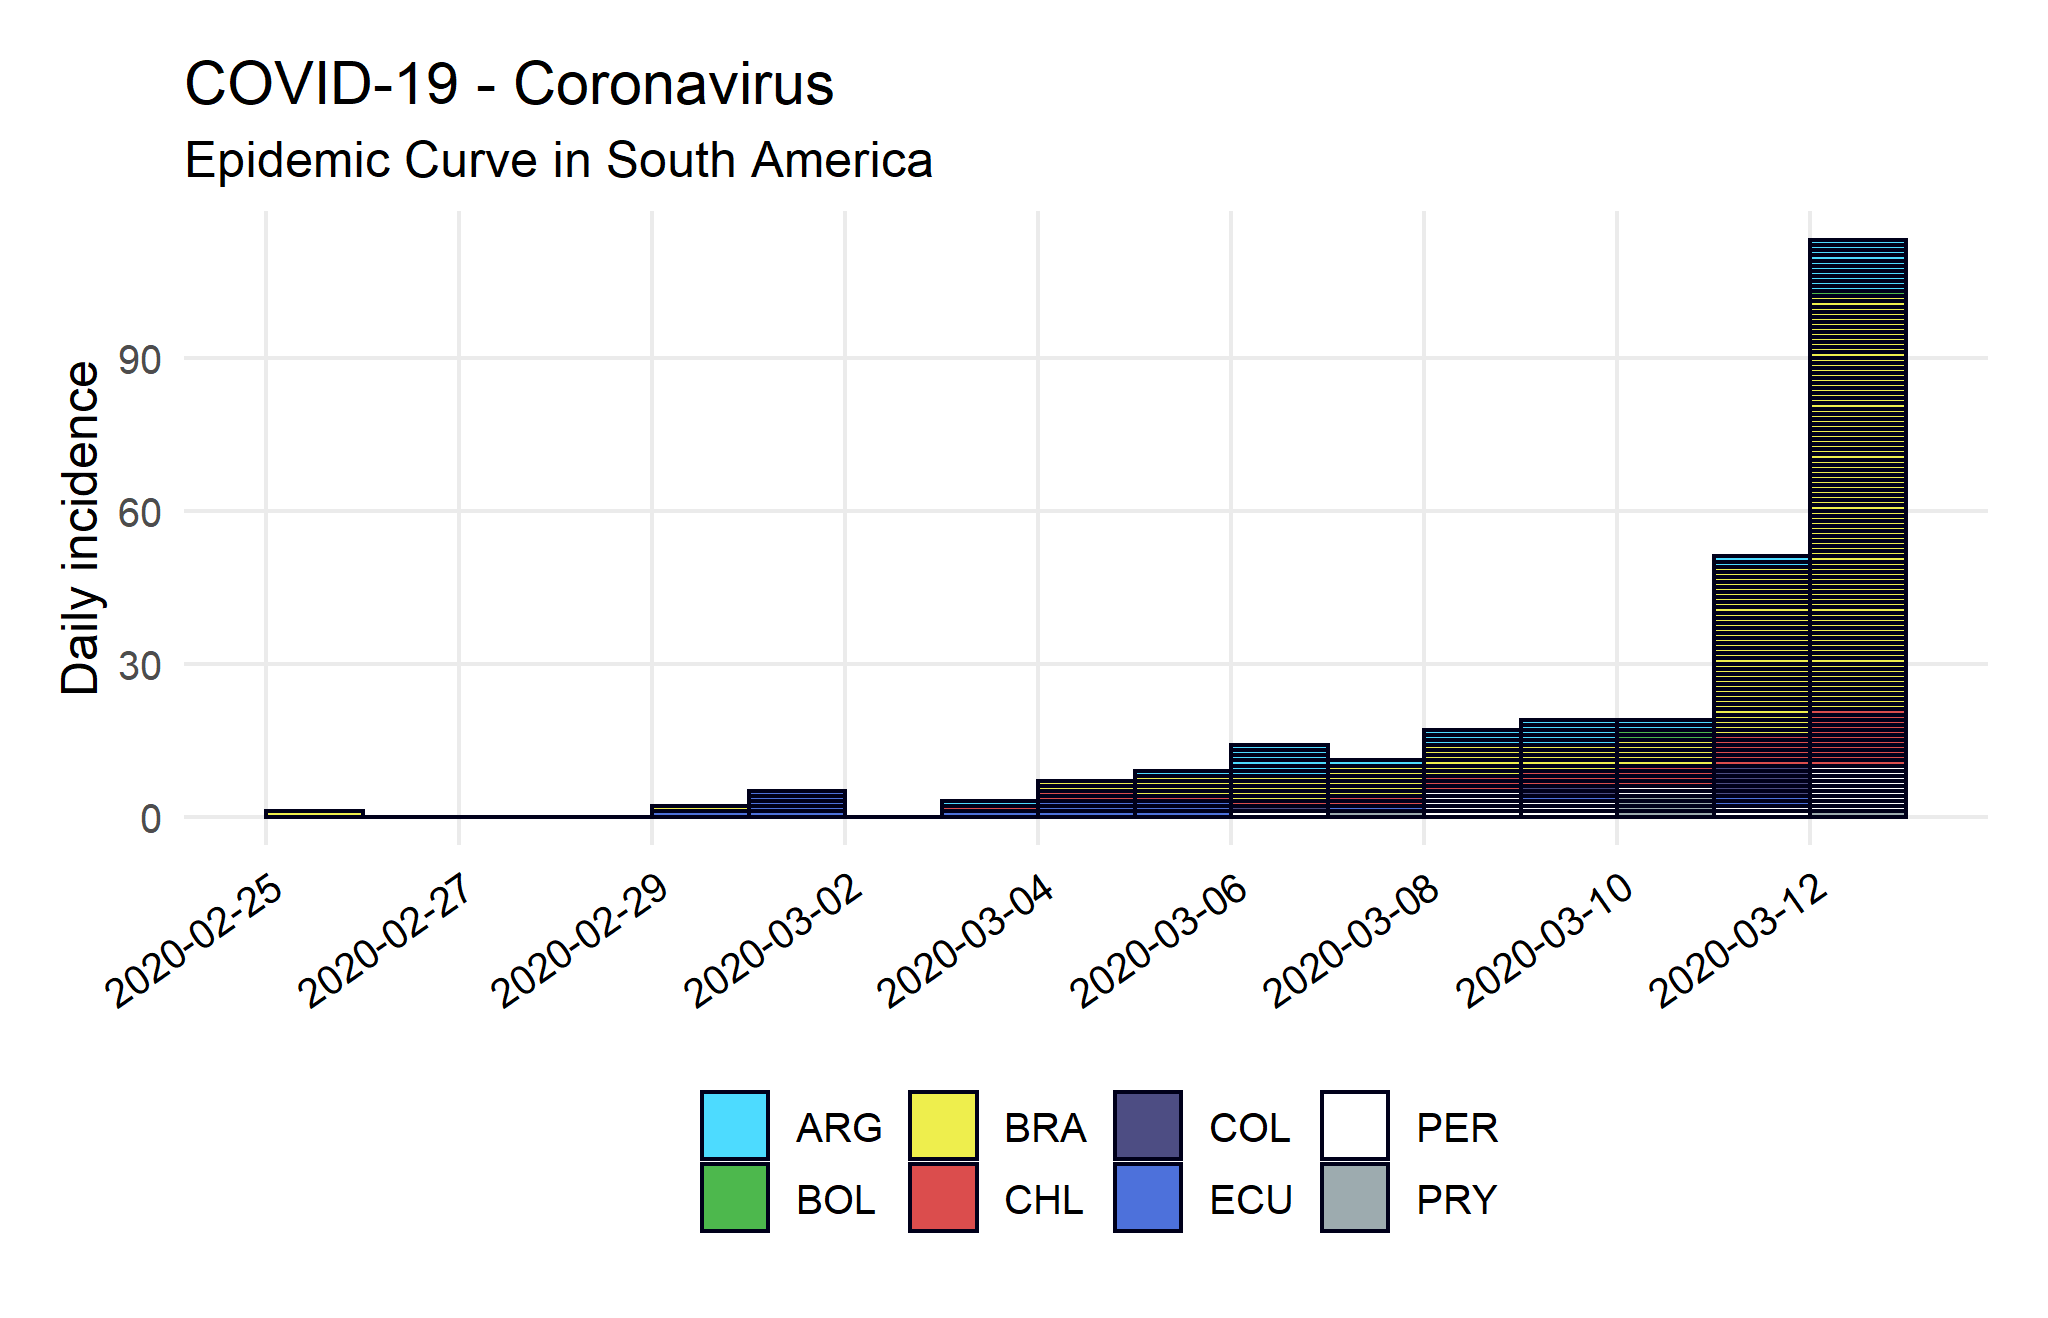 COVID-19 - Coronavirus
Epidemic Curve in South America
Daily incidence
90
60
30
0
2020-02-25
2020-02-27
2020-02-29
2020-03-02
2020-03-04
2020-03-06
2020-03-08
2020-03-10
2020-03-12
ARG BRA COL PER
BOL CHL ECU PRY